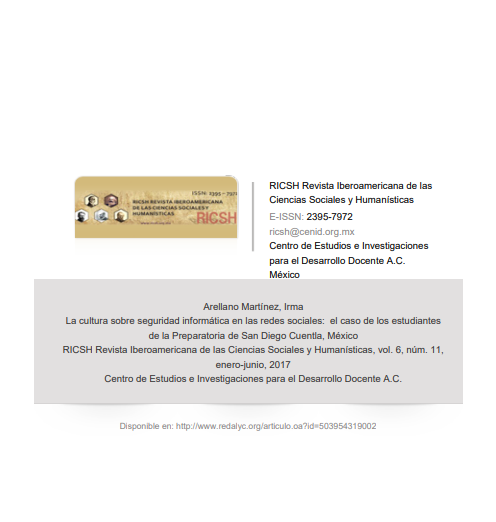 ISSN: 2395 - 7972
RICSH REVISTA IBEROAMERICANA
DE LAS CIENCIAS SOCIALES Y
HUMANÍSTICAS
RICSH
RICSH Revista Iberoamericana de las
Ciencias Sociales y Humanísticas
E-ISSN: 2395-7972
ricsh@cenid.org.mx
Centro de Estudios e Investigaciones
para el Desarrollo Docente A.C.
México
Arellano Martínez, Irma
La cultura sobre seguridad informática en las redes sociales: el caso de los estudiantes
de la Preparatoria de San Diego Cuentla, México
RICSH Revista Iberoamericana de las Ciencias Sociales y Humanísticas, vol. 6, núm. 11,
enero-junio, 2017
Centro de Estudios e Investigaciones para el Desarrollo Docente A.C.
Disponible en: http://www.redalyc.org/articulo.oa?id=503954319002